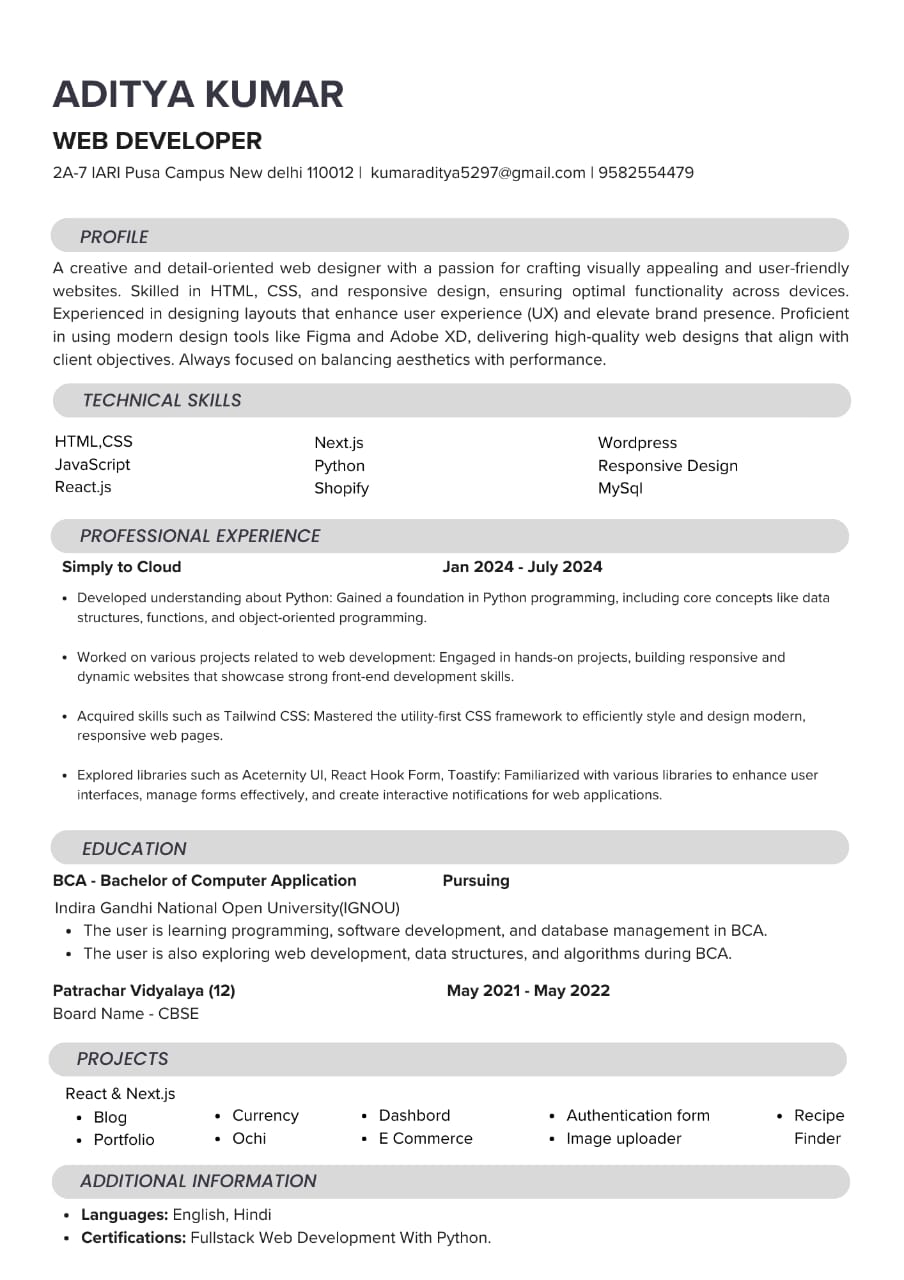 ADITYA KUMAR
WEB DEVELOPER
2A-7 IARI Pusa Campus New delhi 110012 | kumaraditya5297@gmail.com | 9582554479
PROFILE
A creative and detail-oriented web designer with a passion for crafting visually appealing and user-friendly
websites. Skilled in HTML, CSS, and responsive design, ensuring optimal functionality across devices.
Experienced in designing layouts that enhance user experience (UX) and elevate brand presence. Proficient
in using modern design tools like Figma and Adobe XD, delivering high-quality web designs that align with
client objectives. Always focused on balancing aesthetics with performance.
TECHNICAL SKILLS
HTML,CSS
JavaScript
React.js
Next.js
Python
Shopify
Wordpress
Responsive Design
MySql
PROFESSIONAL EXPERIENCE
Simply to Cloud Jan 2024 - July 2024
• Developed understanding about Python: Gained a foundation in Python programming, including core concepts like data
structures, functions, and object-oriented programming.
• Worked on various projects related to web development: Engaged in hands-on projects, building responsive and
dynamic websites that showcase strong front-end development skills.
• Acquired skills such as Tailwind CSS: Mastered the utility-first CSS framework to efficiently style and design modern,
responsive web pages.
• Explored libraries such as Aceternity UI, React Hook Form, Toastify: Familiarized with various libraries to enhance user
interfaces, manage forms effectively, and create interactive notifications for web applications.
EDUCATION
BCA - Bachelor of Computer Application Pursuing
Indira Gandhi National Open University(IGNOU)
• The user is learning programming, software development, and database management in BCA.
• The user is also exploring web development, data structures, and algorithms during BCA.
Patrachar Vidyalaya (12) May 2021 - May 2022
Board Name - CBSE
PROJECTS
React & Next.js
• Blog
• Portfolio
• Currency
• Ochi
• Dashbord
• E Commerce
• Authentication form
• Image uploader
• Recipe
Finder
ADDITIONAL INFORMATION
• Languages: English, Hindi
• Certifications: Fullstack Web Development With Python.